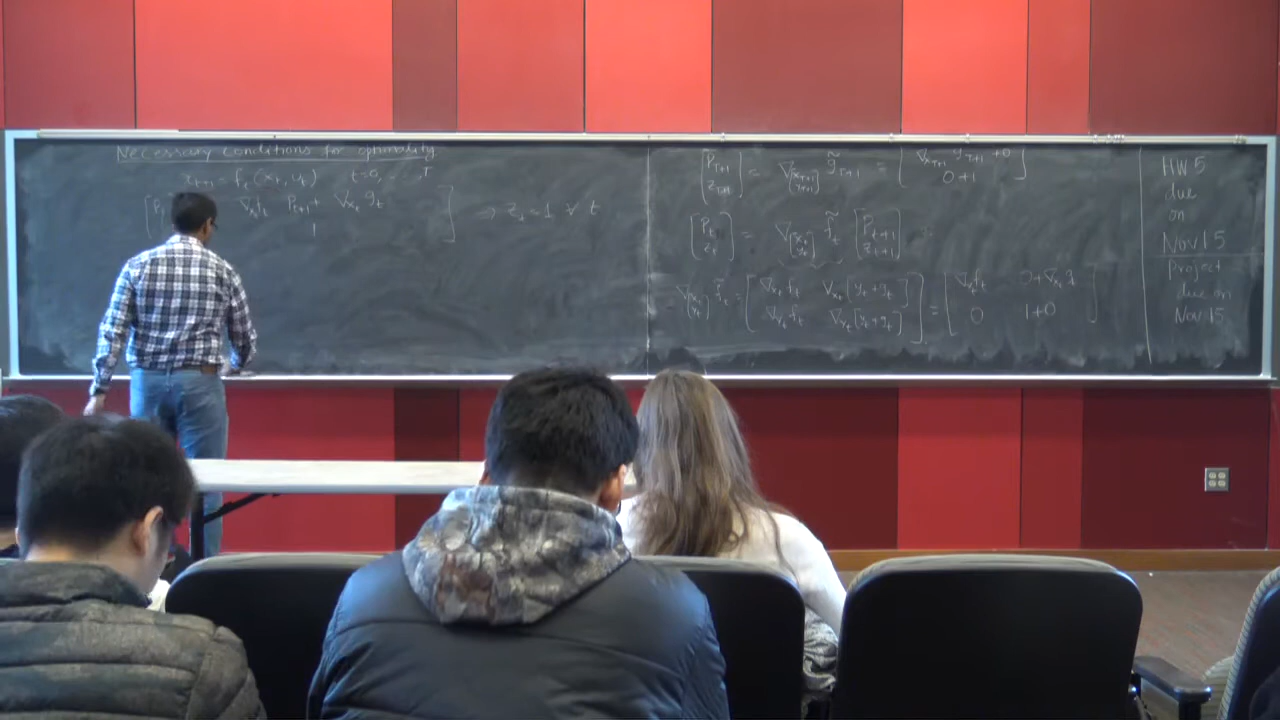 Necessary conditions for optimality
x_{t+1} = f_t(x_t, u_t) t=0, ..., T
[P_t ∇_{x_t} f_t P_{t+1} + ∇_{x_t} g_t
1 ] ⇒ z_t = 1 ∀ t
[P_{T+1}
z_{T+1}] = ∇_{[x_{T+1} y_{T+1}]} g̃_{T+1} = [∇_{x_{T+1}} g_{T+1} + 0
0+1]
[P_t
z_t] = ∇_{[x_t y_t]} f̃_t [P_{t+1}
z_{t+1}] =
∇_{[x_t y_t]} f̃_t = [∇_{x_t} f_t ∇_{x_t}[y_t+g_t]
∇_{y_t} f_t ∇_{y_t}[y_t+g_t]] = [∇_{x_t} f_t 0+∇_{x_t} g_t
0 1+0]
HW 5
due
on
Nov 15
Project
due on
Nov 15